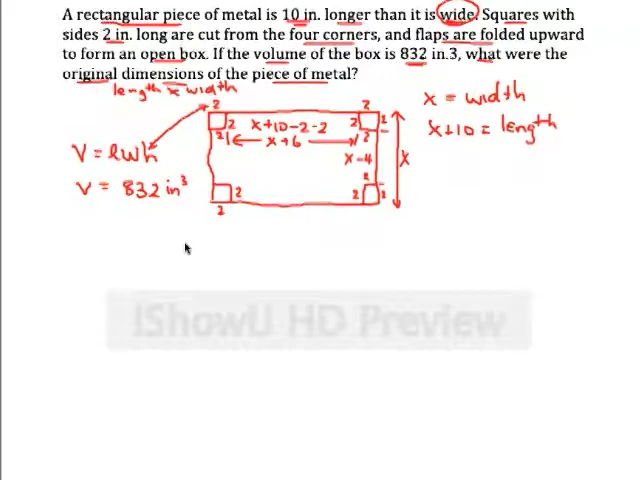 A rectangular piece of metal is 10 in. longer than it is wide. Squares with
sides 2 in. long are cut from the four corners, and flaps are folded upward
to form an open box. If the volume of the box is 832 in.3, what were the
original dimensions of the piece of metal?
length x width
x = width
x+10 = length
2 2
2 x+10-2-2 2 2
2 x+6 2
V = lwh
x-4 x
V = 832 in³
2
2 2 2
2
IShowU HD Preview